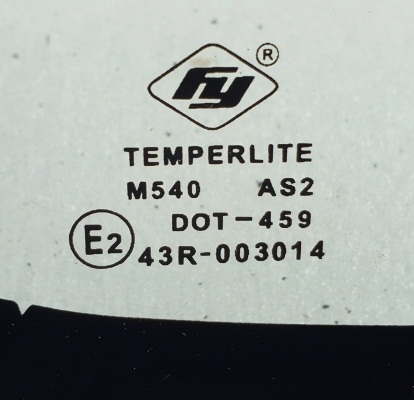 fy ®
TEMPERLITE
M540 AS2
DOT-459
E2 43R-003014